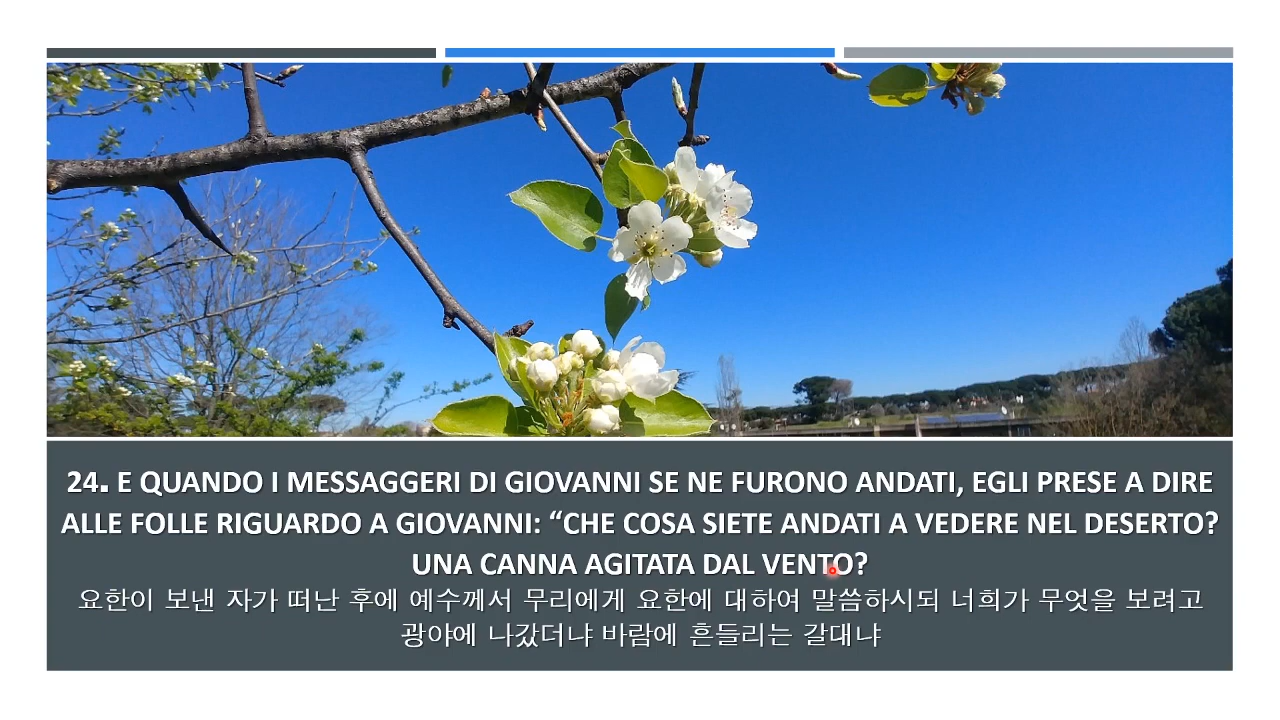 24. E QUANDO I MESSAGGERI DI GIOVANNI SE NE FURONO ANDATI, EGLI PRESE A DIRE
ALLE FOLLE RIGUARDO A GIOVANNI: “CHE COSA SIETE ANDATI A VEDERE NEL DESERTO?
UNA CANNA AGITATA DAL VENTO?
요한이 보낸 자가 떠난 후에 예수께서 무리에게 요한에 대하여 말씀하시되 너희가 무엇을 보려고
광야에 나갔더냐 바람에 흔들리는 갈대냐